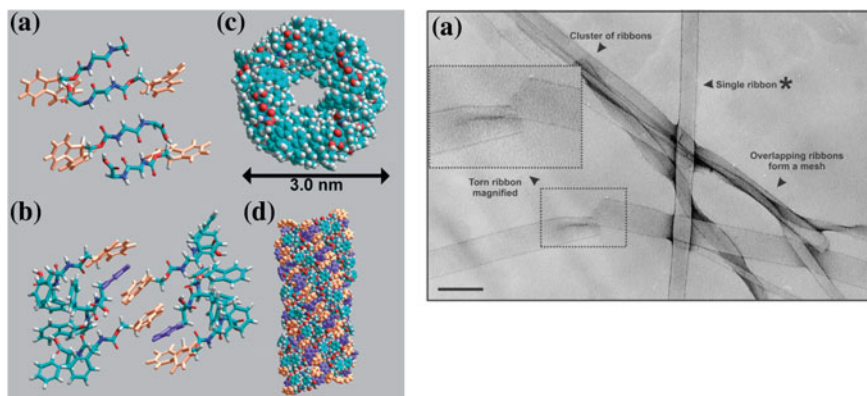 (a)
(c)
3.0 nm
(b)
(d)
(a)
Cluster of ribbons
Single ribbon *
Overlapping ribbons
form a mesh
Torn ribbon
magnified